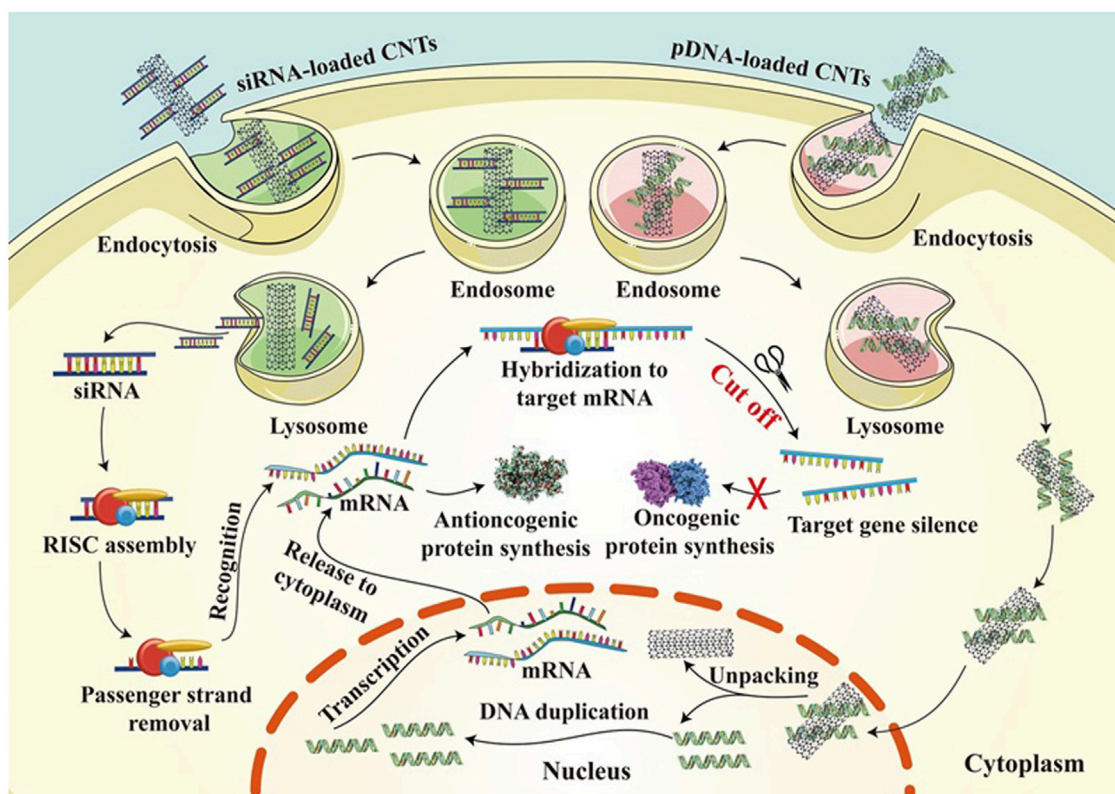 siRNA-loaded CNTs
pDNA-loaded CNTs
Endocytosis
Endosome
Endosome
Endocytosis
siRNA
Lysosome
Hybridization to
target mRNA
Cut off
Lysosome
mRNA
Antioncogenic
protein synthesis
Oncogenic
protein synthesis
X
Target gene silence
RISC assembly
Recognition
Release to
cytoplasm
Passenger strand
removal
Transcription
mRNA
Unpacking
DNA duplication
Nucleus
Cytoplasm